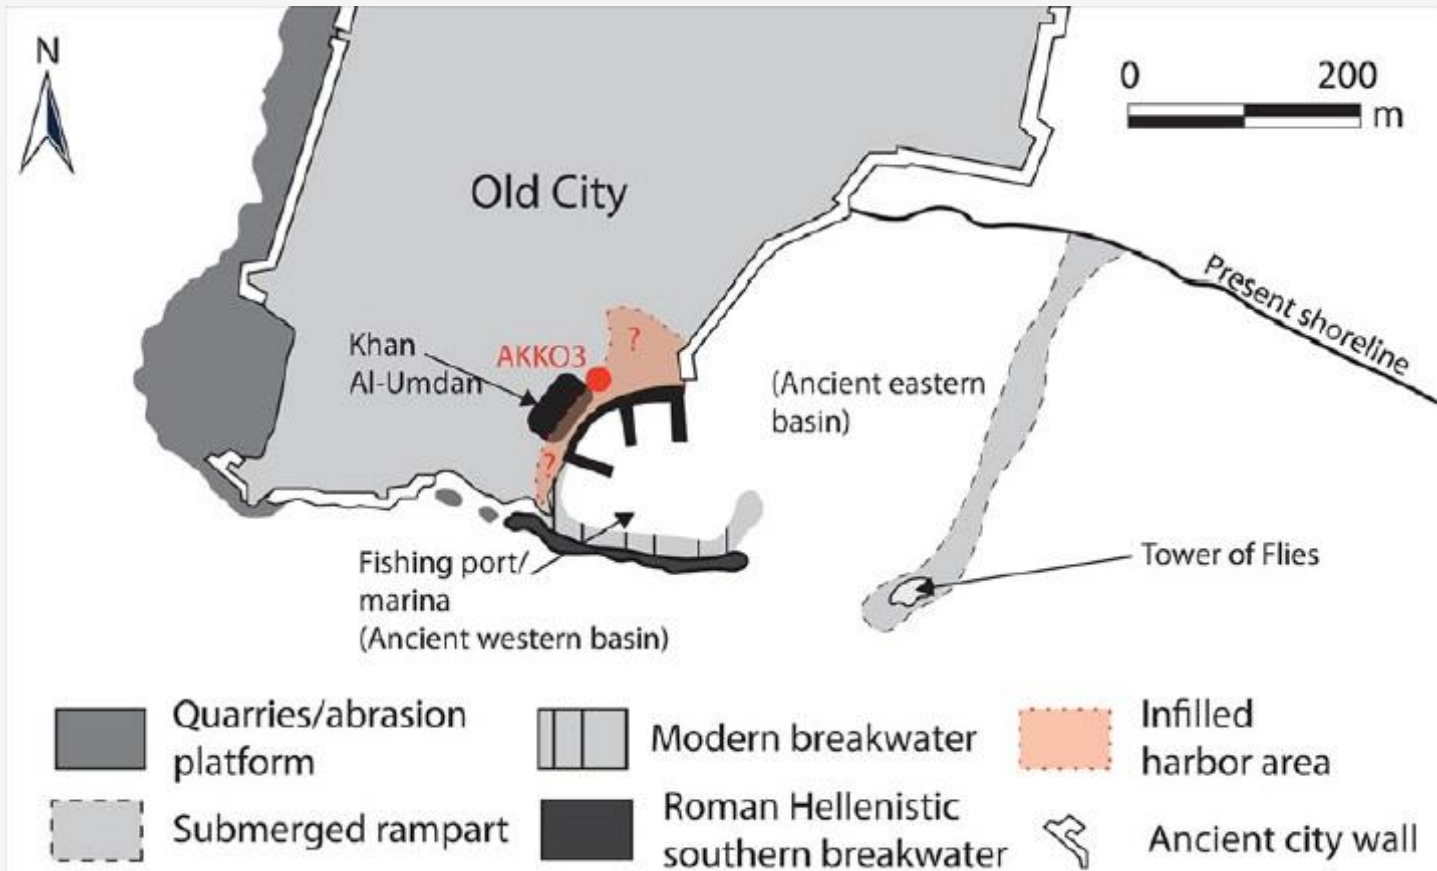 N
0 200
m
Old City
Present shoreline
Khan
Al-Umdan
AKKO3
?
?
(Ancient eastern
basin)
Fishing port/
marina
(Ancient western basin)
Tower of Flies
Quarries/abrasion
platform
Modern breakwater
Infilled
harbor area
Submerged rampart
Roman Hellenistic
southern breakwater
Ancient city wall